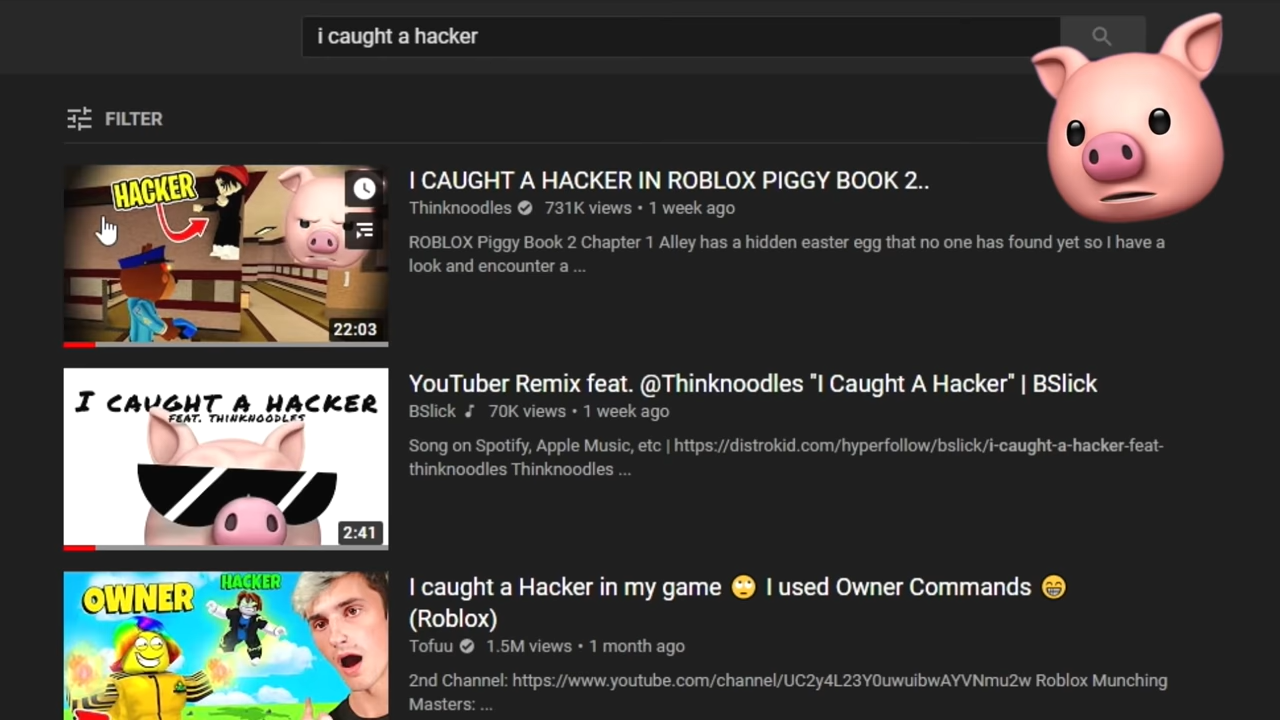 i caught a hacker
FILTER
HACKER
22:03
I CAUGHT A HACKER IN ROBLOX PIGGY BOOK 2..
Thinknoodles 731K views • 1 week ago
ROBLOX Piggy Book 2 Chapter 1 Alley has a hidden easter egg that no one has found yet so I have a
look and encounter a ...
I CAUGHT A HACKER
FEAT. THINKNOODLES
2:41
YouTuber Remix feat. @Thinknoodles "I Caught A Hacker" | BSlick
BSlick ♪ 70K views • 1 week ago
Song on Spotify, Apple Music, etc | https://distrokid.com/hyperfollow/bslick/i-caught-a-hacker-feat-
thinknoodles Thinknoodles ...
OWNER
HACKER
I caught a Hacker in my game 🙄 I used Owner Commands 😁
(Roblox)
Tofuu 1.5M views • 1 month ago
2nd Channel: https://www.youtube.com/channel/UC2y4L23Y0uwuibwAYVNmu2w Roblox Munching
Masters: ...